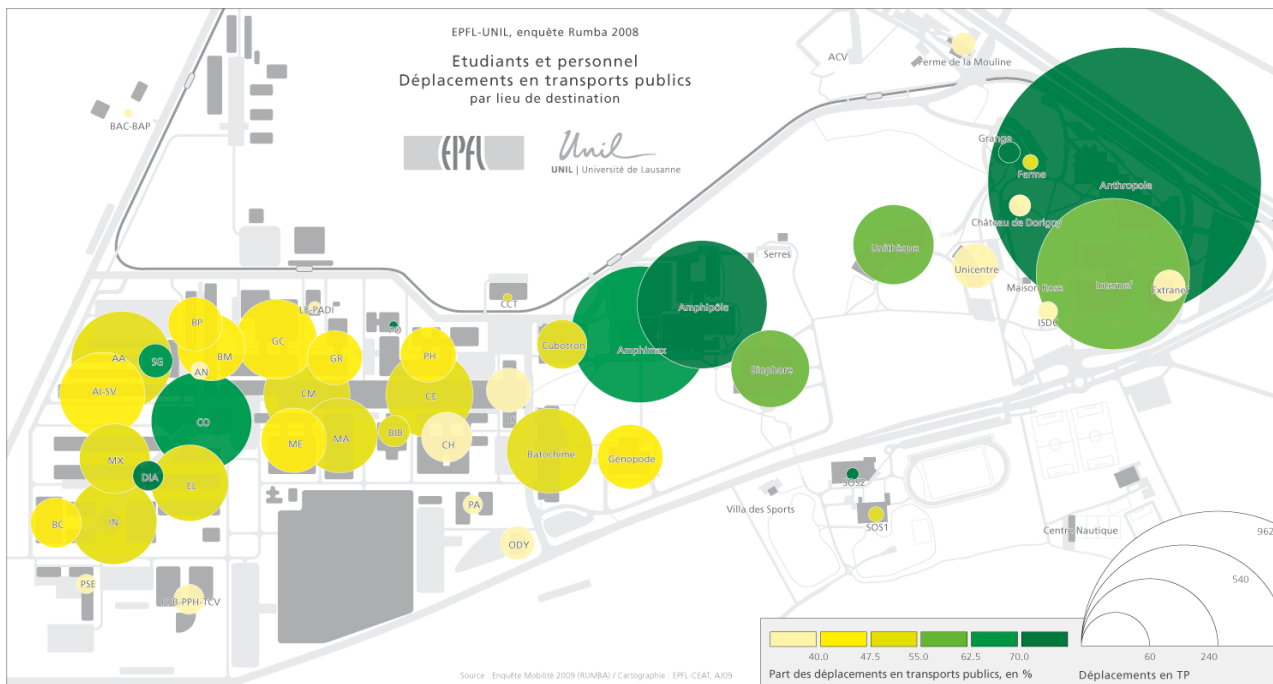 EPFL-UNIL, enquête Rumba 2008
Etudiants et personnel
Déplacements en transports publics
par lieu de destination
EPFL
Unil
UNIL | Université de Lausanne
ACV
Ferme de la Mouline
BAC-BAP
Grange
Ferme
Anthropole
Château de Dorigny
Unithèque
Serres
Unicentre
Maison Rose
Internef
Extranef
ISDC
CCT
LE-PADI
PO
Amphipôle
Amphimax
Cubotron
Biophore
BP
BM
GC
GR
PH
AA
SG
AN
AI-SV
CO
CM
CE
BS
ME
MA
BIB
CH
MX
DIA
EL
Batochime
Génopode
BC
IN
PA
ODY
PSE
PPB-PPH-TCV
SOS2
SOS1
Villa des Sports
Centre Nautique
962
540
240
60
40.0 47.5 55.0 62.5 70.0
Part des déplacements en transports publics, en %
Déplacements en TP
Source : Enquête Mobilité 2009 (RUMBA) / Cartographie : EPFL-CEAT, AJ09